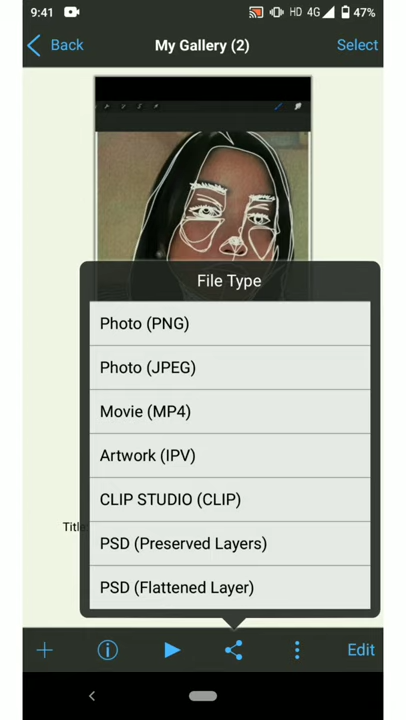 9:41 HD 4G 47%
Back My Gallery (2) Select
File Type
Photo (PNG)
Photo (JPEG)
Movie (MP4)
Artwork (IPV)
CLIP STUDIO (CLIP)
PSD (Preserved Layers)
Title
PSD (Flattened Layer)
Edit